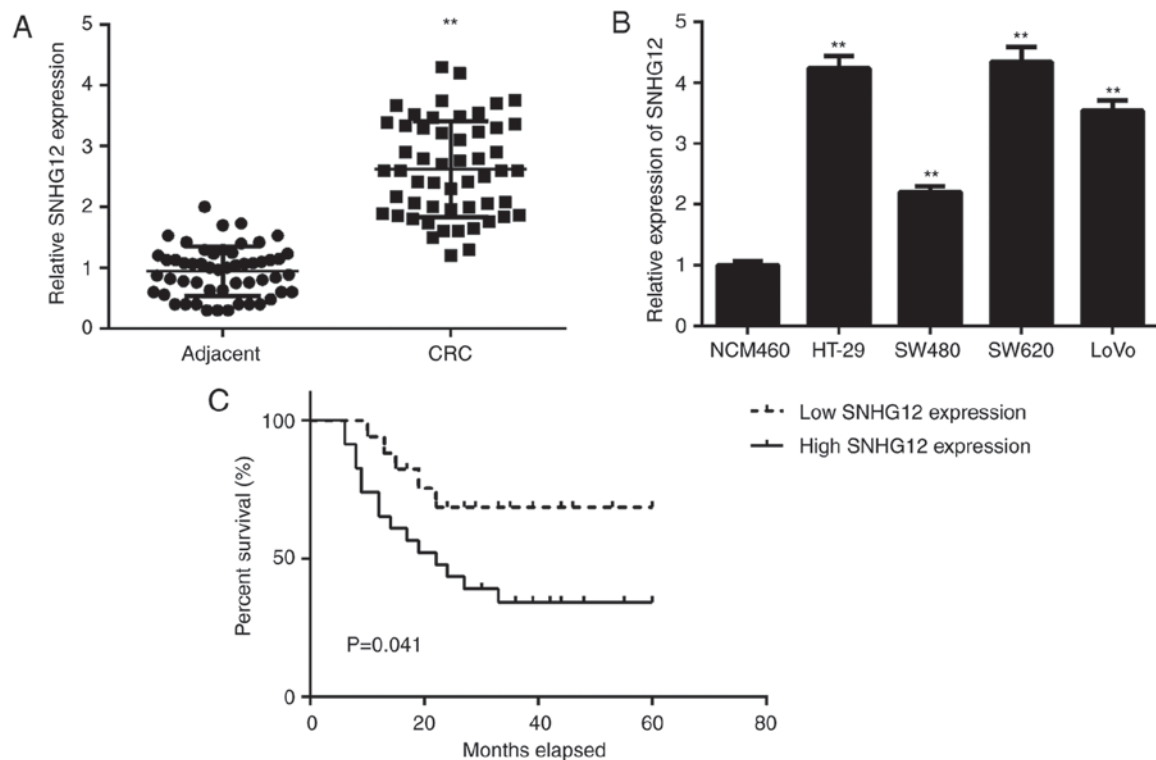 A
Relative SNHG12 expression
5
4
3
2
1
0
**
Adjacent
CRC
B
Relative expression of SNHG12
5
4
3
2
1
0
**
**
**
**
NCM460
HT-29
SW480
SW620
LoVo
C
Percent survival (%)
100
50
0
P=0.041
0
20
40
60
80
Months elapsed
Low SNHG12 expression
High SNHG12 expression